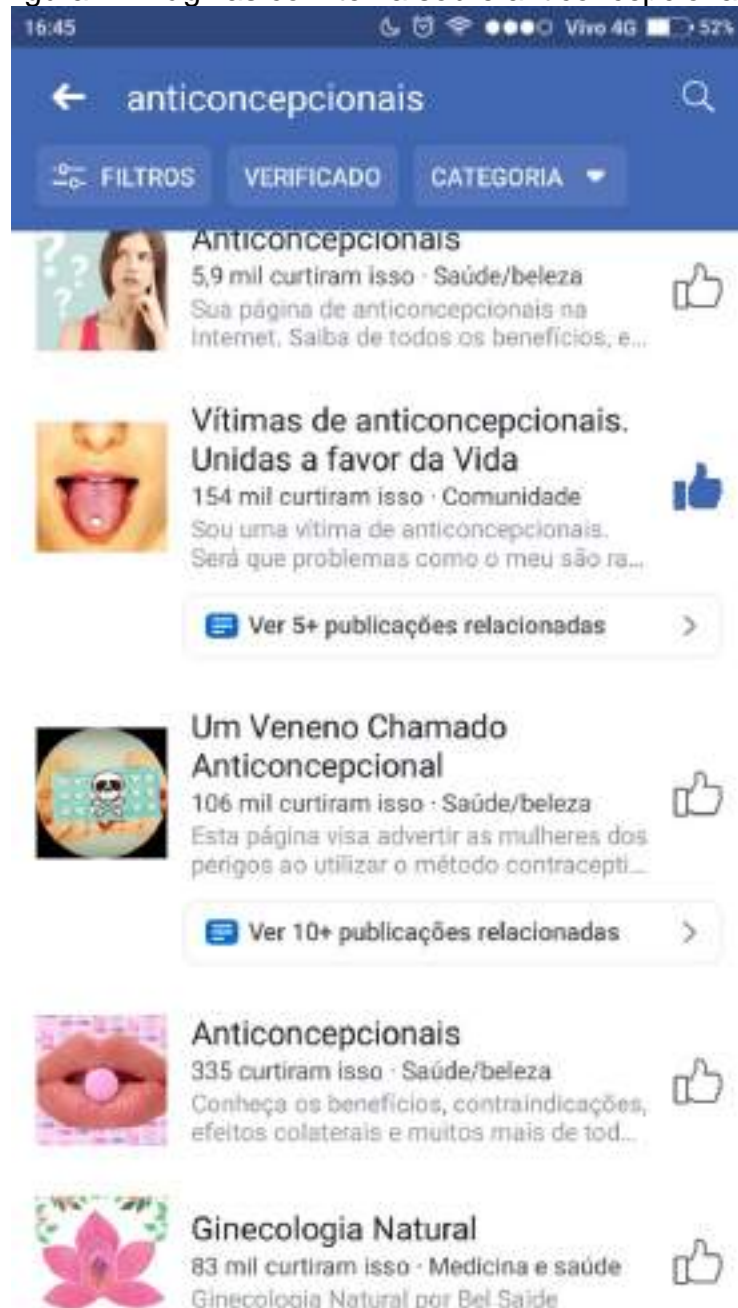 16:45
Vivo 4G 52%
anticoncepcionais
FILTROS VERIFICADO CATEGORIA
Anticoncepcionais
5,9 mil curtiram isso · Saúde/beleza
Sua página de anticoncepcionais na
Internet. Saiba de todos os benefícios, e...
Vítimas de anticoncepcionais.
Unidas a favor da Vida
154 mil curtiram isso · Comunidade
Sou uma vítima de anticoncepcionais.
Será que problemas como o meu são ra...
Ver 5+ publicações relacionadas
Um Veneno Chamado
Anticoncepcional
106 mil curtiram isso · Saúde/beleza
Esta página visa advertir as mulheres dos
perigos ao utilizar o método contracepti...
Ver 10+ publicações relacionadas
Anticoncepcionais
335 curtiram isso · Saúde/beleza
Conheça os benefícios, contraindicações,
efeitos colaterais e muitos mais de tod...
Ginecologia Natural
83 mil curtiram isso · Medicina e saúde
Ginecologia Natural por Bel Saide